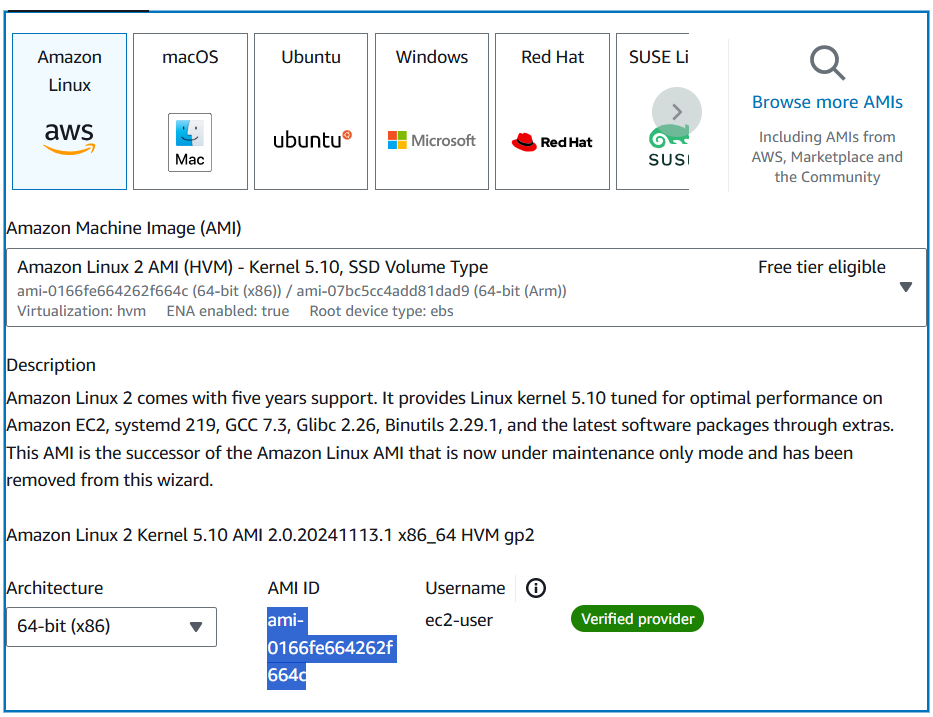 Amazon Linux
aws
macOS
Mac
Ubuntu
ubuntu
Windows
Microsoft
Red Hat
Red Hat
SUSE Li
SUS
Browse more AMIs
Including AMIs from
AWS, Marketplace and
the Community
Amazon Machine Image (AMI)
Amazon Linux 2 AMI (HVM) - Kernel 5.10, SSD Volume Type
Free tier eligible
ami-0166fe664262f664c (64-bit (x86)) / ami-07bc5cc4add81dad9 (64-bit (Arm))
Virtualization: hvm ENA enabled: true Root device type: ebs
Description
Amazon Linux 2 comes with five years support. It provides Linux kernel 5.10 tuned for optimal performance on
Amazon EC2, systemd 219, GCC 7.3, Glibc 2.26, Binutils 2.29.1, and the latest software packages through extras.
This AMI is the successor of the Amazon Linux AMI that is now under maintenance only mode and has been
removed from this wizard.
Amazon Linux 2 Kernel 5.10 AMI 2.0.20241113.1 x86_64 HVM gp2
Architecture
64-bit (x86)
AMI ID
ami-
0166fe664262f
664c
Username
ec2-user
Verified provider